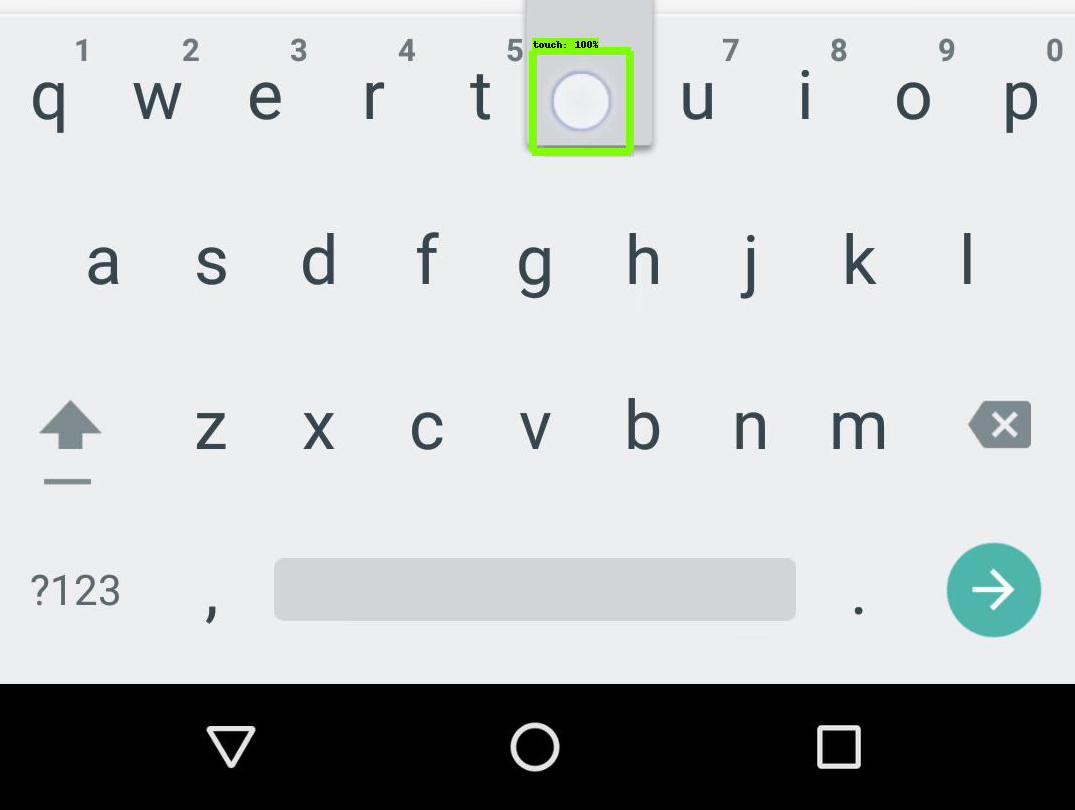 1 2 3 4 5 7 8 9 0
touch: 100%
q w e r t u i o p
a s d f g h j k l
z x c v b n m
?123 , .